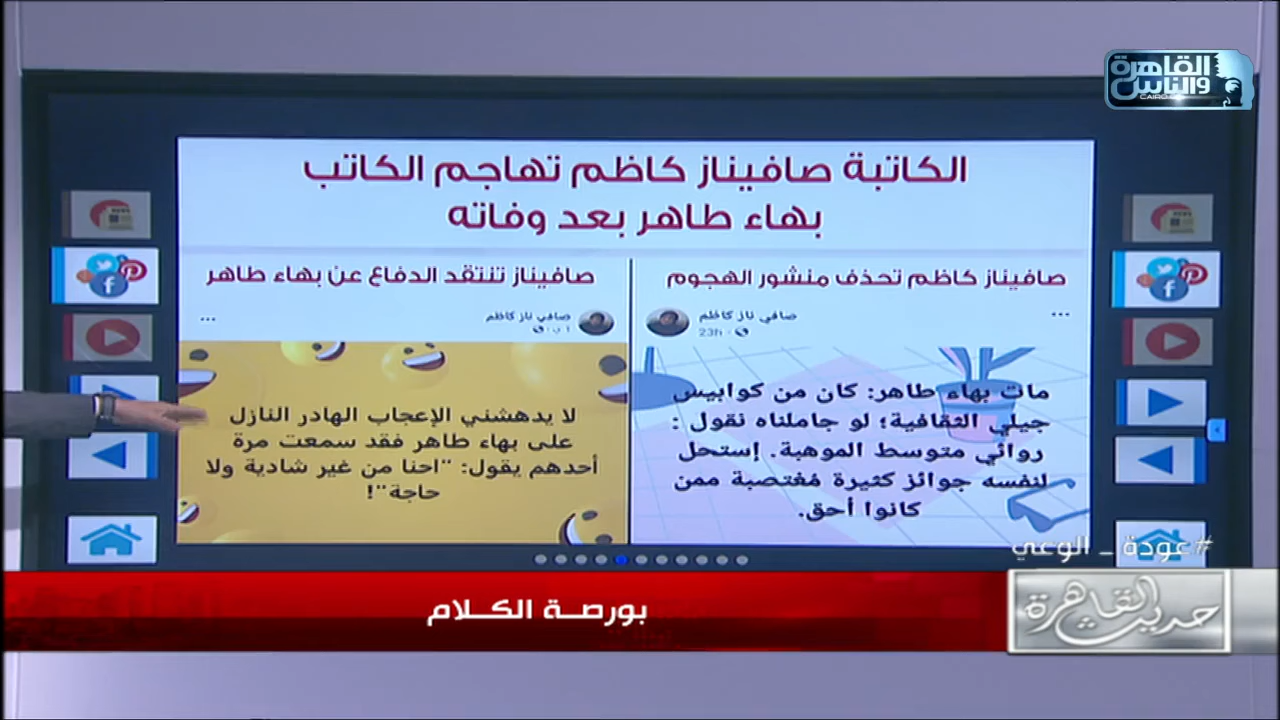 القاهرة
والناس
CAIRO
الكاتبة صافيناز كاظم تهاجم الكاتب
بهاء طاهر بعد وفاته
صافيناز كاظم تحذف منشور الهجوم
صافي ناز كاظم
23h
مات بهاء طاهر: كان من كوابيس
جيلي الثقافية؛ لو جاملناه نقول :
روائي متوسط الموهبة. إستحل
لنفسه جوائز كثيرة مُغتصبة ممن
كانوا أحق.
صافيناز تنتقد الدفاع عن بهاء طاهر
صافي ناز كاظم
لا يدهشني الإعجاب الهادر النازل
على بهاء طاهر فقد سمعت مرة
أحدهم يقول: "احنا من غير شادية ولا
حاجة"!
#عودة _ الوعي
حديث القاهرة
بورصة الكلام